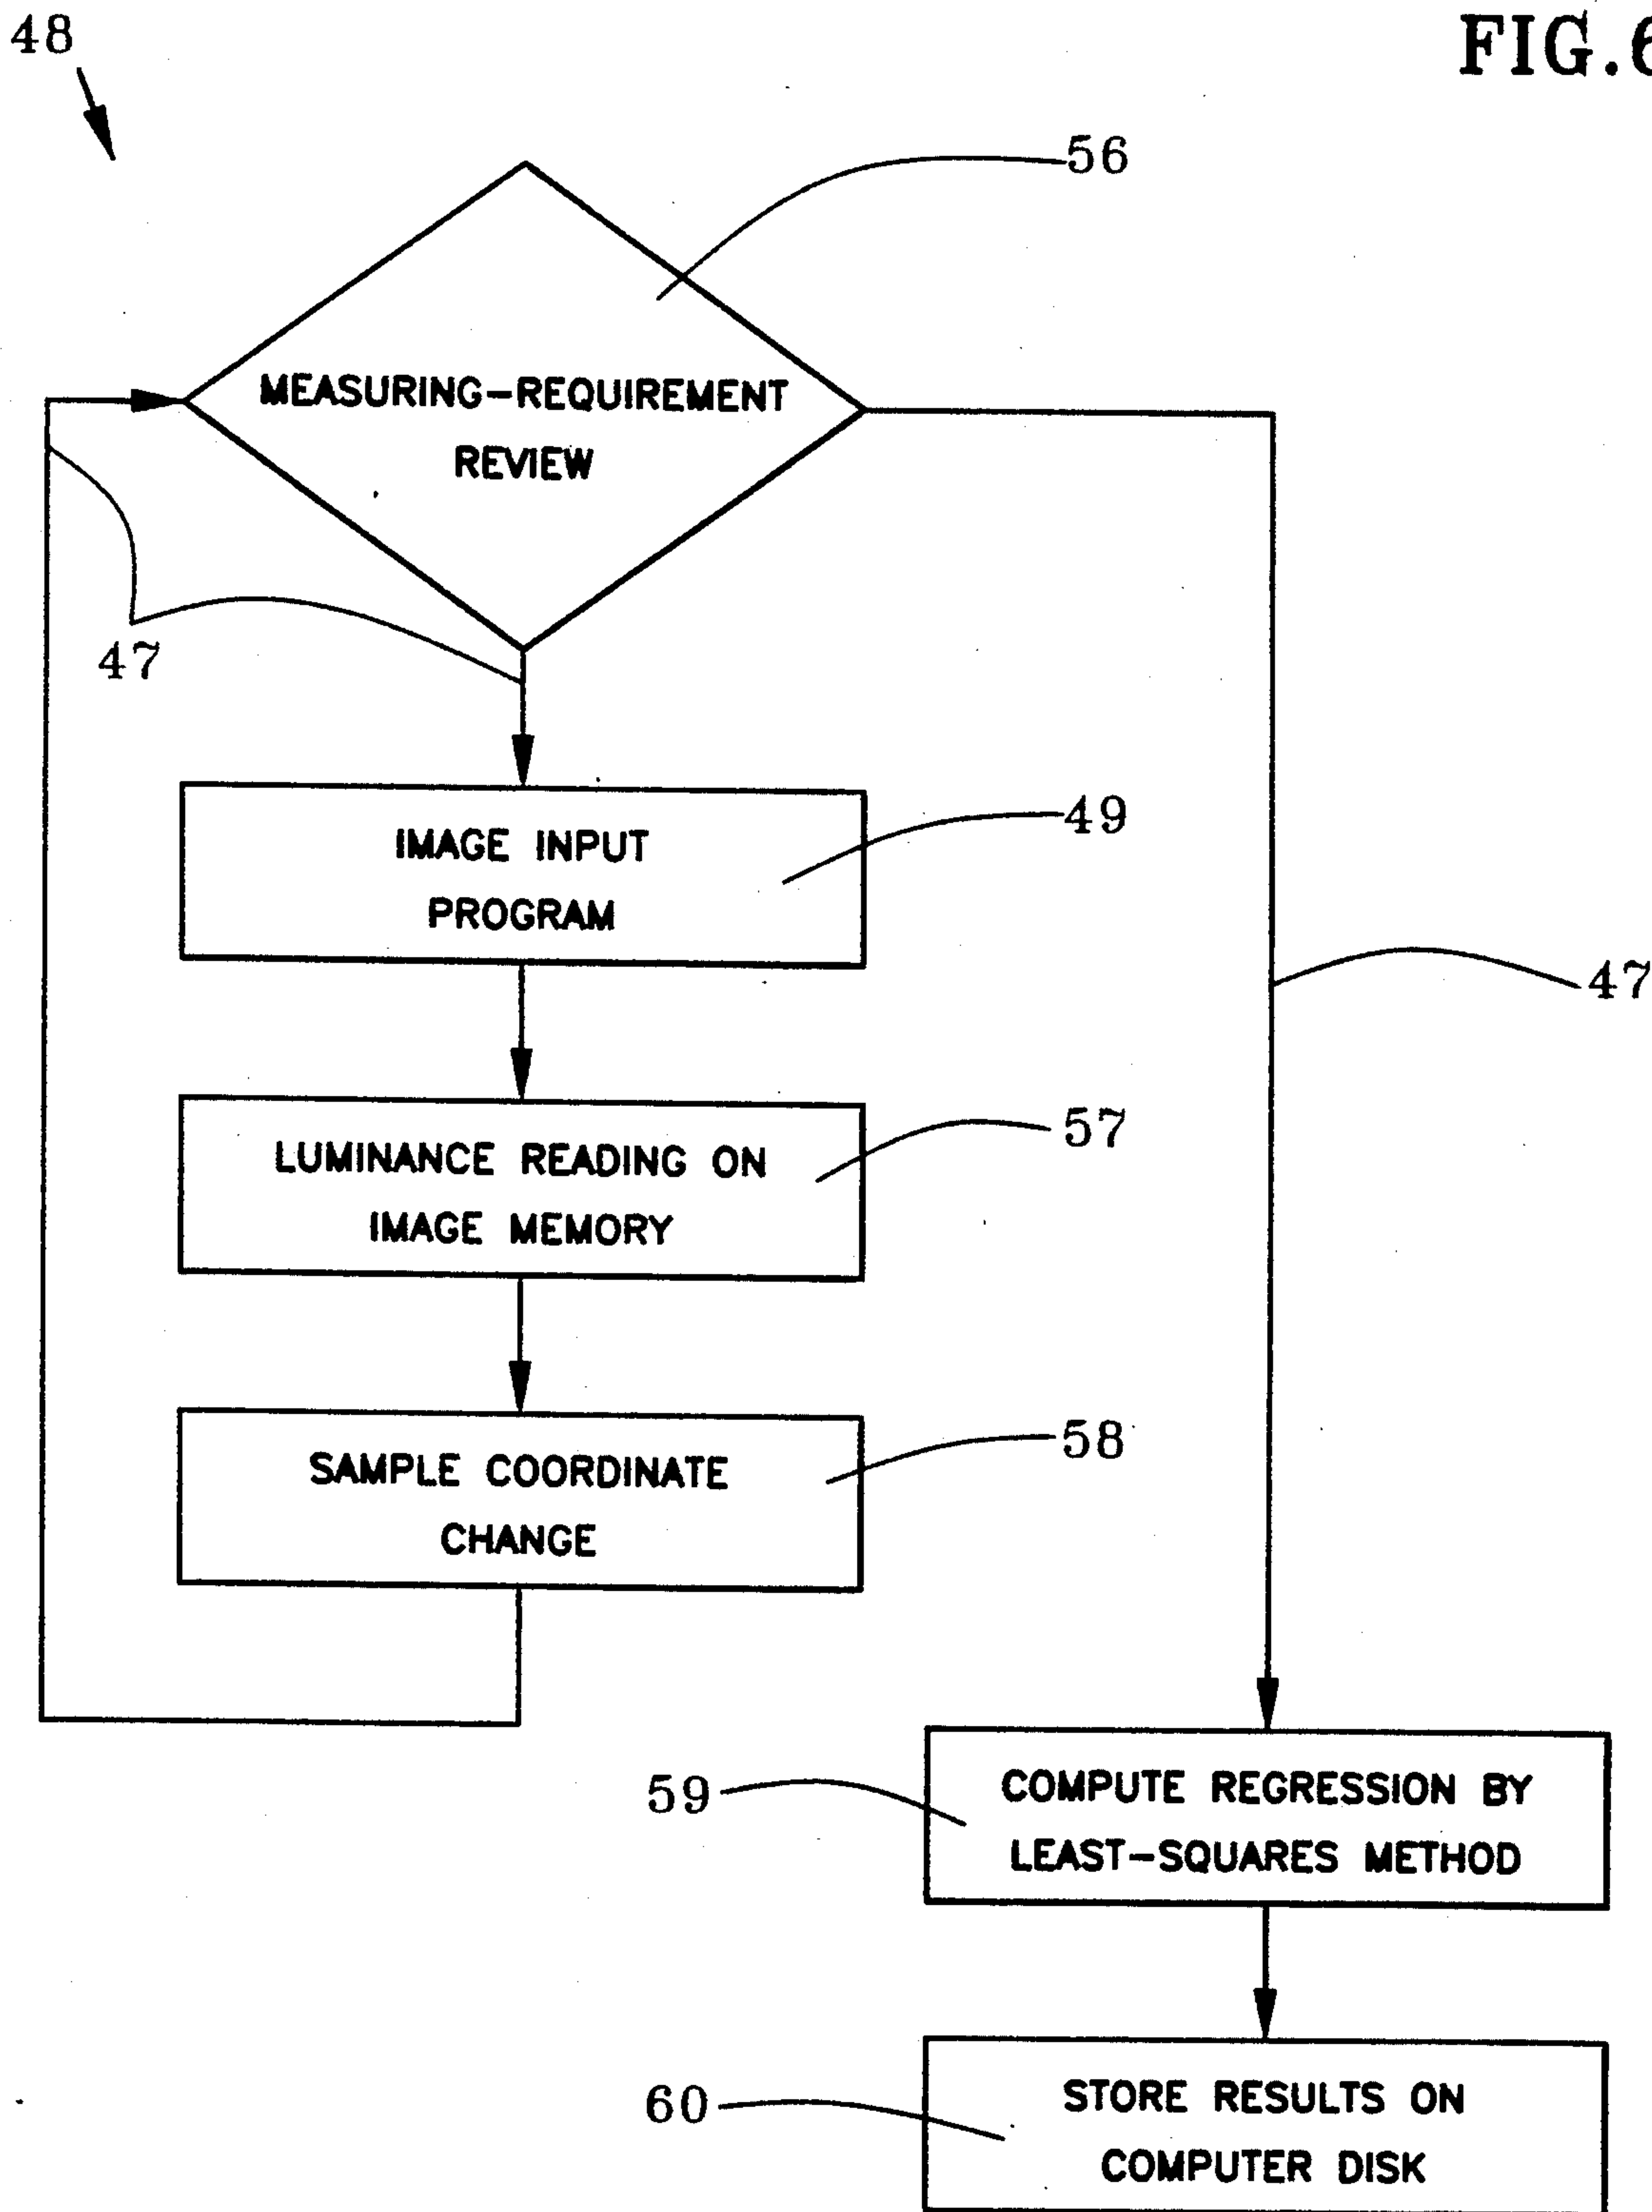 48
FIG.6
56
MEASURING-REQUIREMENT
REVIEW
47
IMAGE INPUT
PROGRAM
49
47
LUMINANCE READING ON
IMAGE MEMORY
57
SAMPLE COORDINATE
CHANGE
58
59
COMPUTE REGRESSION BY
LEAST-SQUARES METHOD
60
STORE RESULTS ON
COMPUTER DISK